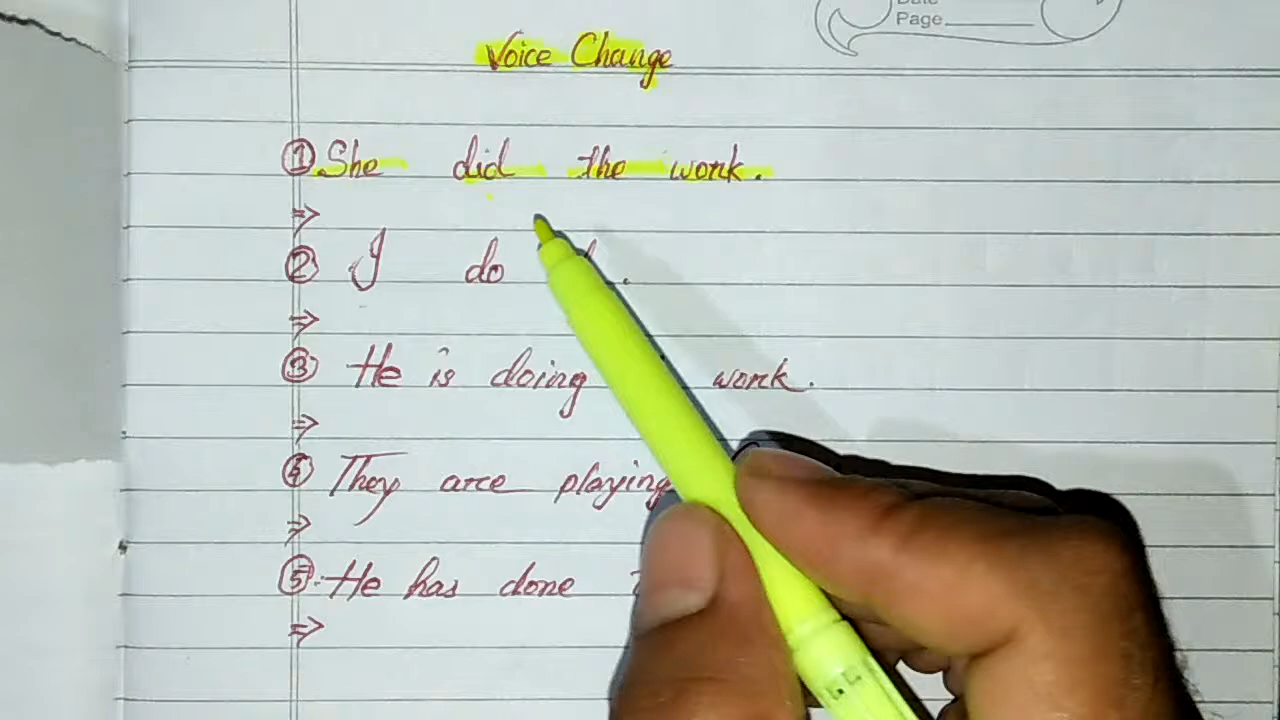 Page
Voice Change
① She did the work.
⇒
② I do .
⇒
③ He is doing work.
⇒
④ They are playing
⇒
⑤ He has done
⇒